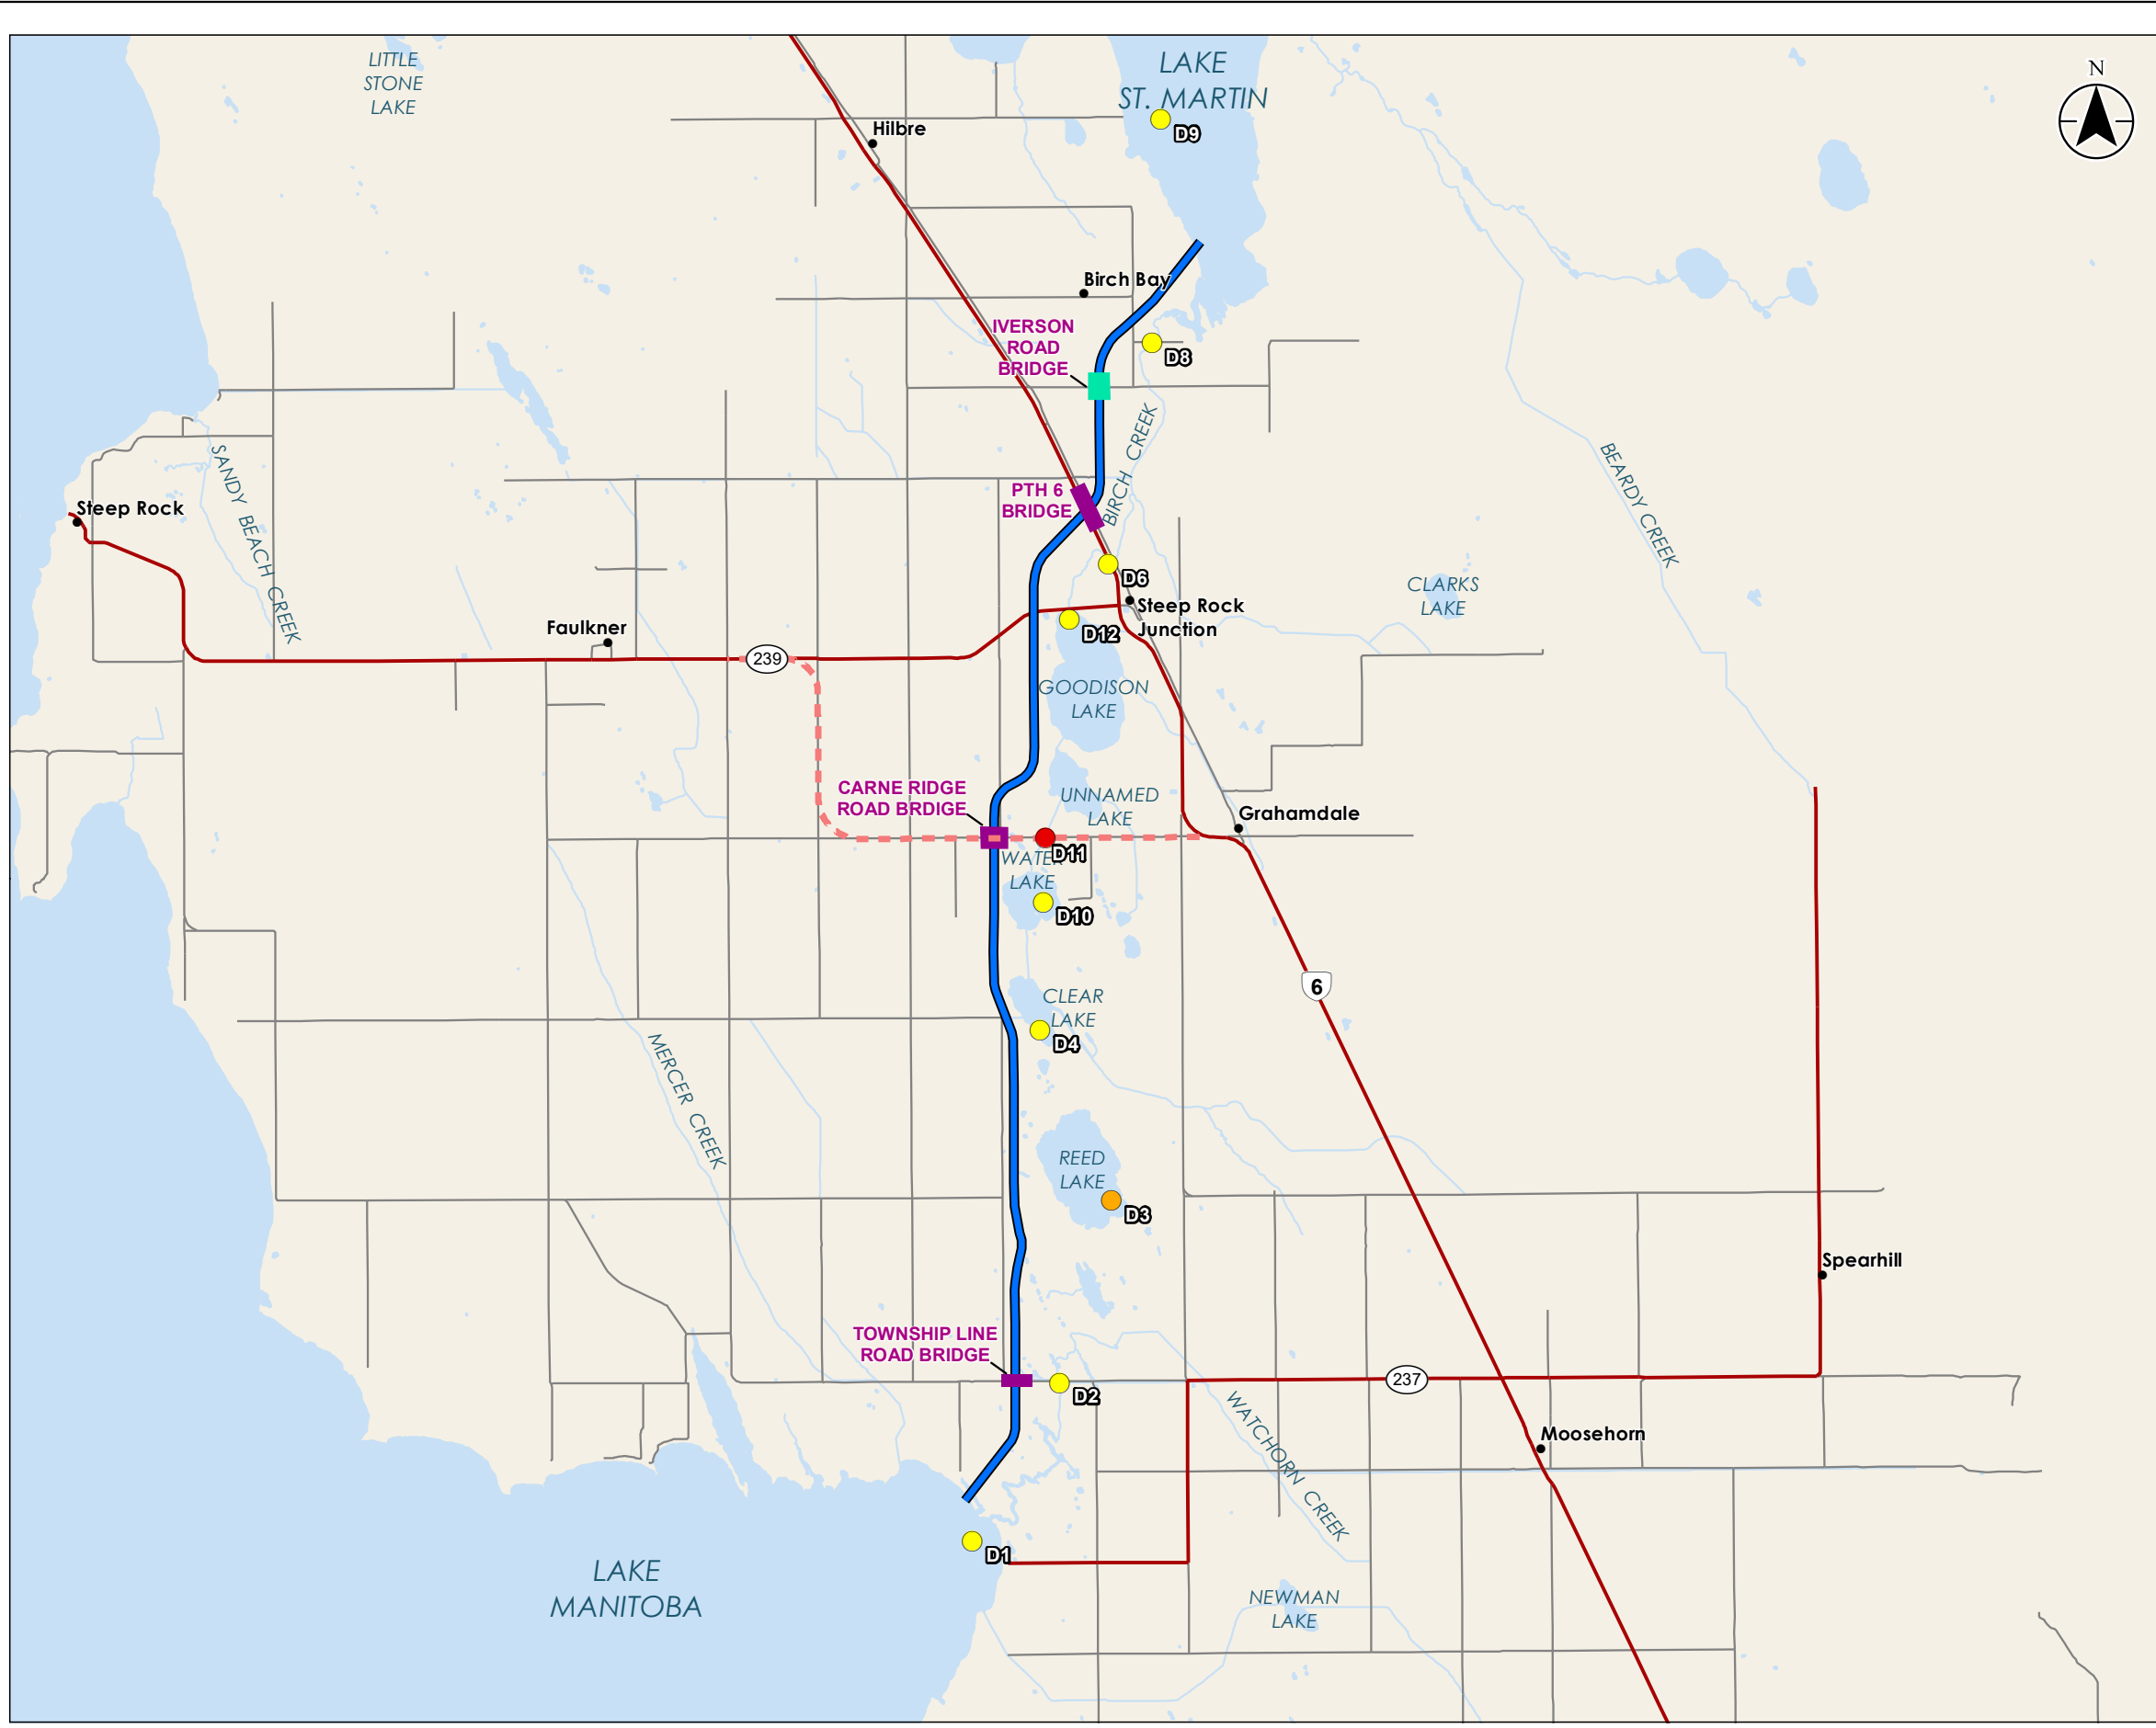 LITTLE
STONE
LAKE
LAKE
ST. MARTIN
N
Hilbre
D9
Birch Bay
IVERSON
ROAD
BRIDGE
D8
BIRCH CREEK
SANDY BEACH CREEK
BEARDY CREEK
PTH 6
BRIDGE
Steep Rock
D6
CLARKS
LAKE
Steep Rock
Junction
Faulkner
D12
239
GOODISON
LAKE
CARNE RIDGE
ROAD BRDIGE
UNNAMED
LAKE
Grahamdale
D11
WATER
LAKE
D10
6
CLEAR
LAKE
D4
MERCER CREEK
REED
LAKE
D3
Spearhill
TOWNSHIP LINE
ROAD BRIDGE
237
D2
WATCHORN CREEK
Moosehorn
D1
LAKE
MANITOBA
NEWMAN
LAKE